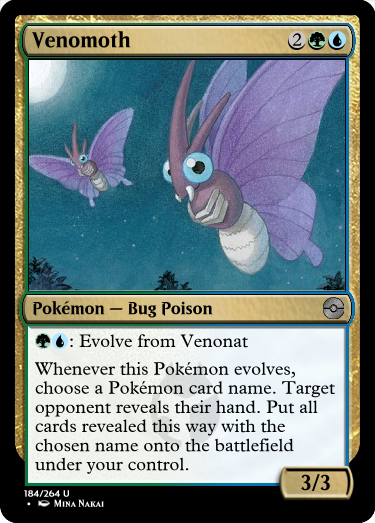 Venomoth 2
Pokémon — Bug Poison
: Evolve from Venonat
Whenever this Pokémon evolves,
choose a Pokémon card name. Target
opponent reveals their hand. Put all
cards revealed this way with the
chosen name onto the battlefield
under your control.
3/3
184/264 U
• Mina Nakai